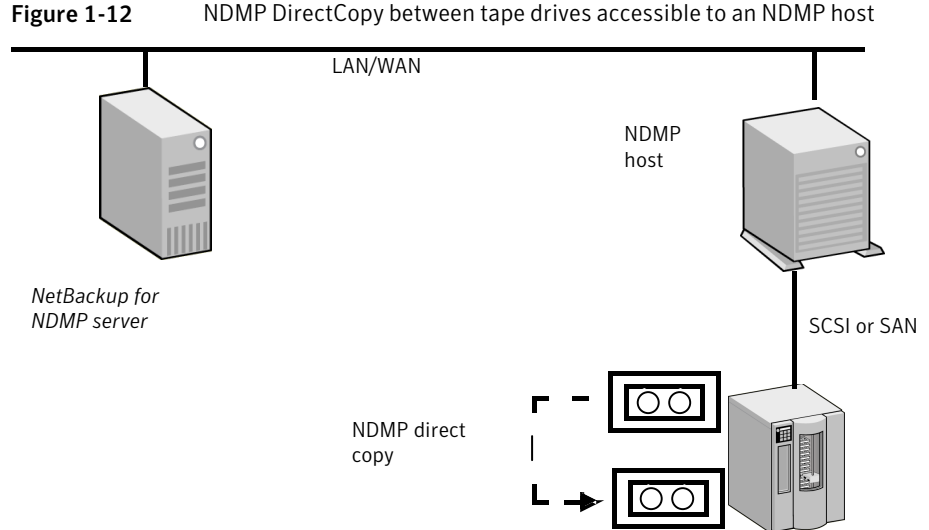 Figure 1-12 NDMP DirectCopy between tape drives accessible to an NDMP host
LAN/WAN
NDMP
host
NetBackup for
NDMP server
SCSI or SAN
NDMP direct
copy